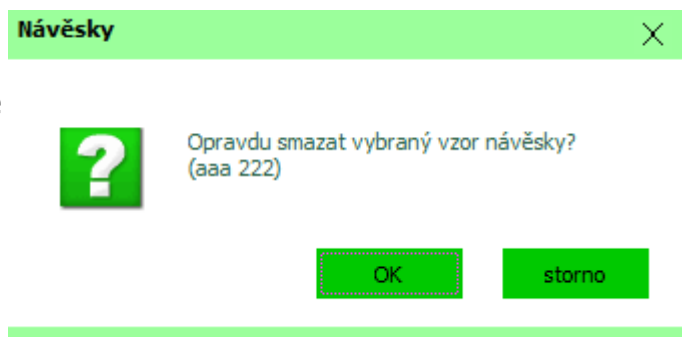 Návěsky
Opravdu smazat vybraný vzor návěsky?
(aaa 222)
OK
storno